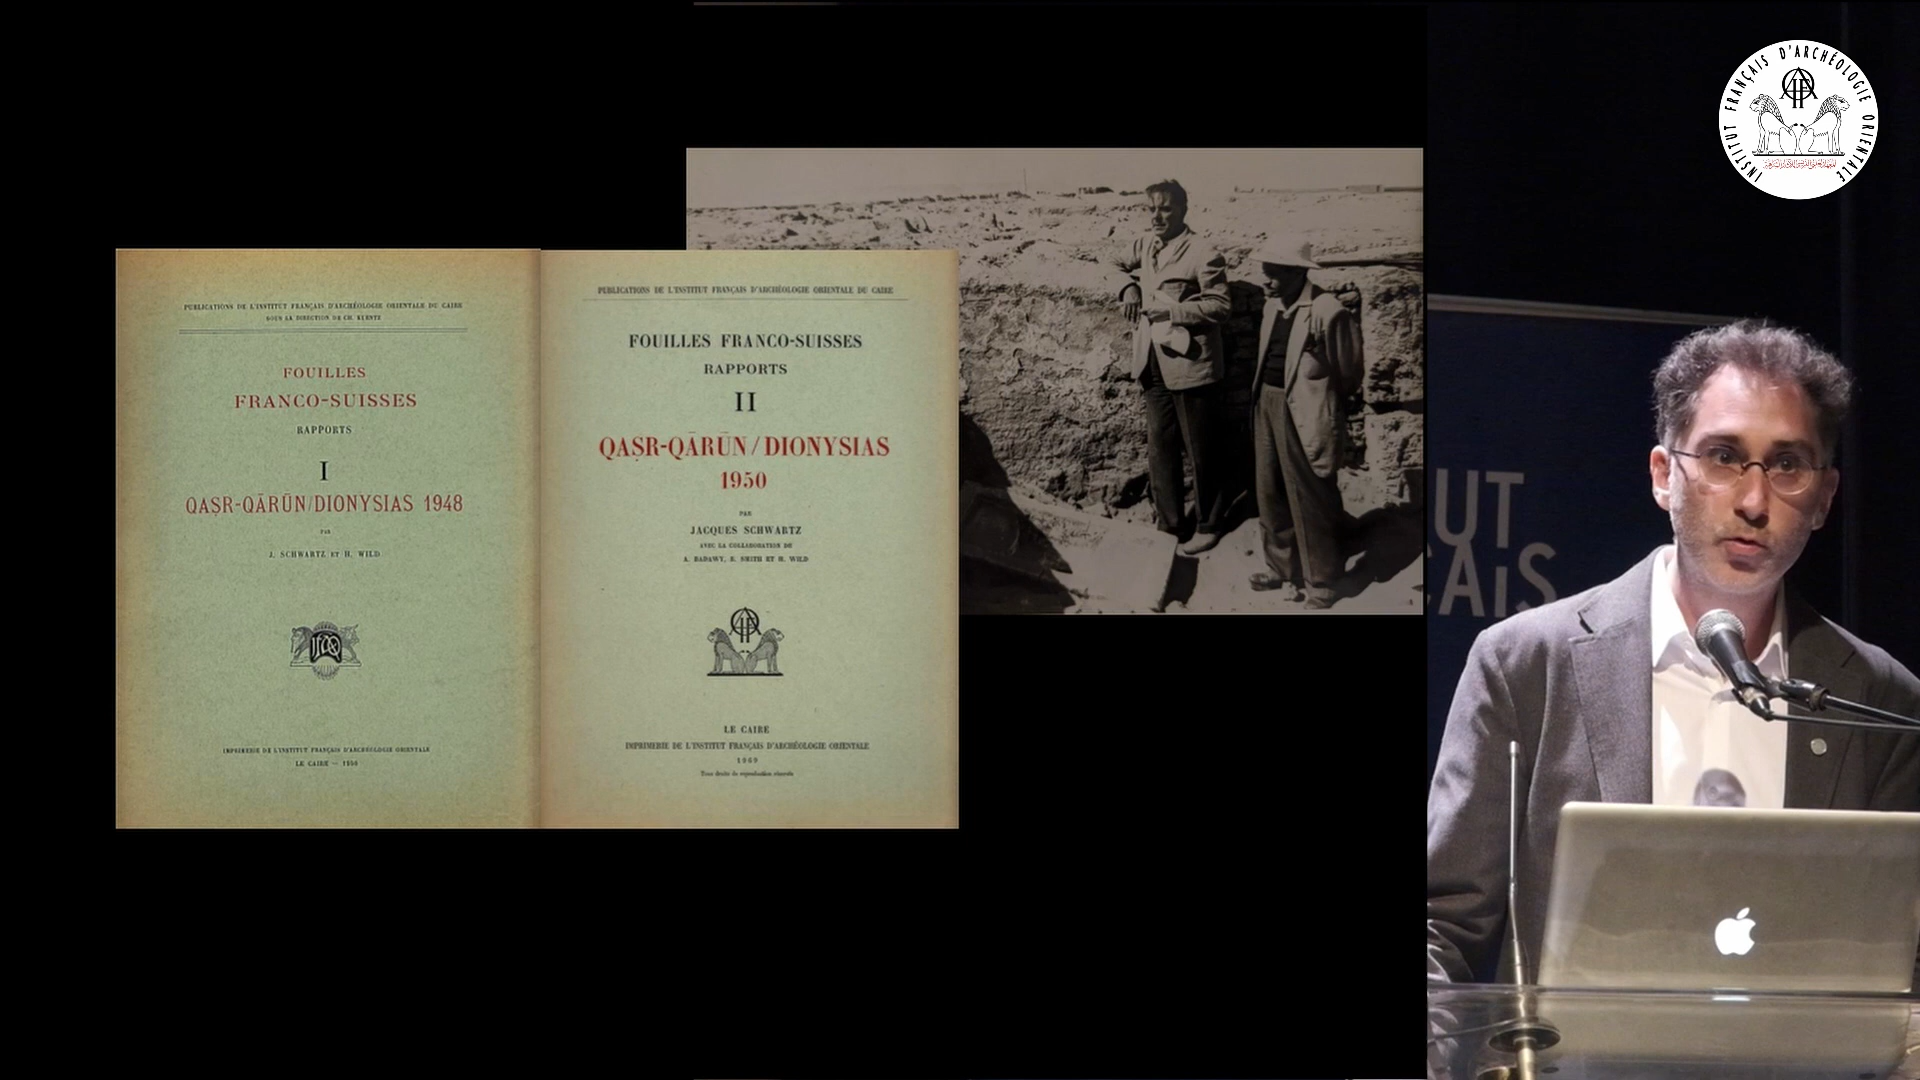 PUBLICATIONS DE L'INSTITUT FRANÇAIS D'ARCHÉOLOGIE ORIENTALE DU CAIRE
SOUS LA DIRECTION DE CH. KUENTZ
FOUILLES
FRANCO-SUISSES
RAPPORTS
I
QAṢR-QĀRŪN/DIONYSIAS 1948
PAR
J. SCHWARTZ ET H. WILD
IMPRIMERIE DE L'INSTITUT FRANÇAIS D'ARCHÉOLOGIE ORIENTALE
LE CAIRE —
PUBLICATIONS DE L'INSTITUT FRANÇAIS D'ARCHÉOLOGIE ORIENTALE DU CAIRE
FOUILLES FRANCO-SUISSES
RAPPORTS
II
QAṢR-QĀRŪN/DIONYSIAS
1950
PAR
JACQUES SCHWARTZ
AVEC LA COLLABORATION DE
A. BADAWY, R. SMITH ET H. WILD
LE CAIRE
IMPRIMERIE DE L'INSTITUT FRANÇAIS D'ARCHÉOLOGIE ORIENTALE
1969
Tous droits de reproduction réservés
INSTITUT FRANÇAIS D'ARCHÉOLOGIE ORIENTALE
UT
ÇAIS